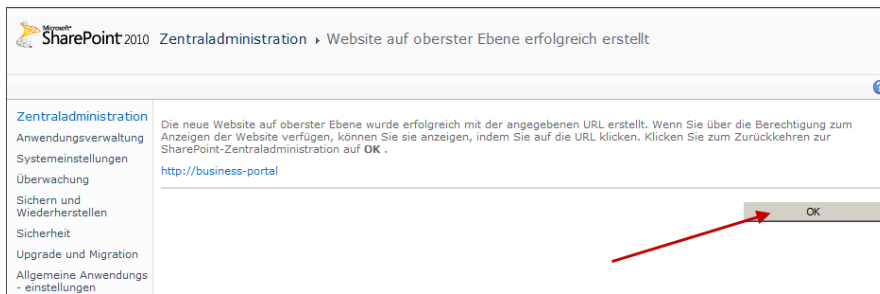 Microsoft
SharePoint 2010 Zentraladministration Website auf oberster Ebene erfolgreich erstellt
?
Zentraladministration
Anwendungsverwaltung
Systemeinstellungen
Überwachung
Sichern und
Wiederherstellen
Sicherheit
Upgrade und Migration
Allgemeine Anwendungs
- einstellungen
Die neue Website auf oberster Ebene wurde erfolgreich mit der angegebenen URL erstellt. Wenn Sie über die Berechtigung zum
Anzeigen der Website verfügen, können Sie sie anzeigen, indem Sie auf die URL klicken. Klicken Sie zum Zurückkehren zur
SharePoint-Zentraladministration auf OK .
http://business-portal
OK